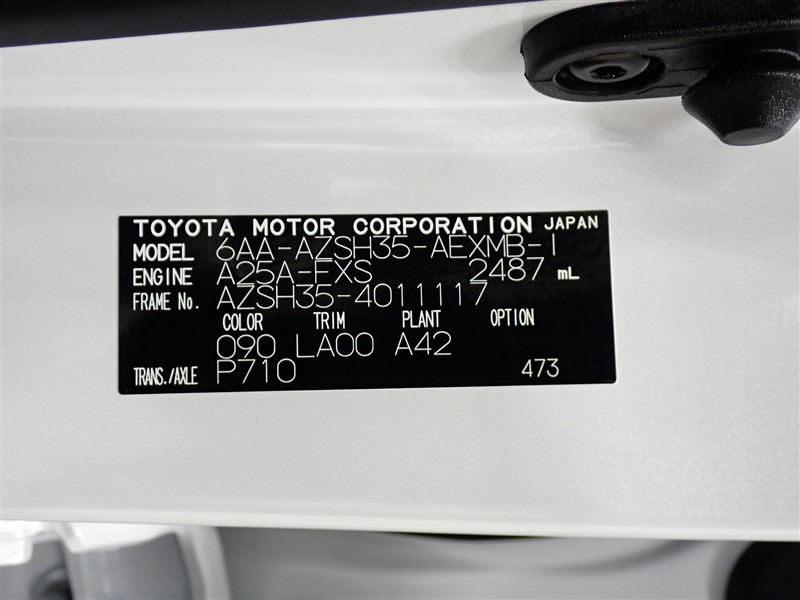 TOYOTA MOTOR CORPORATION JAPAN
MODEL 6AA-AZSH35-AEXMB-I
ENGINE A25A-FXS 2487 mL
FRAME No. AZSH35-4011117
COLOR TRIM PLANT OPTION
090 LA00 A42
TRANS./AXLE P710 473